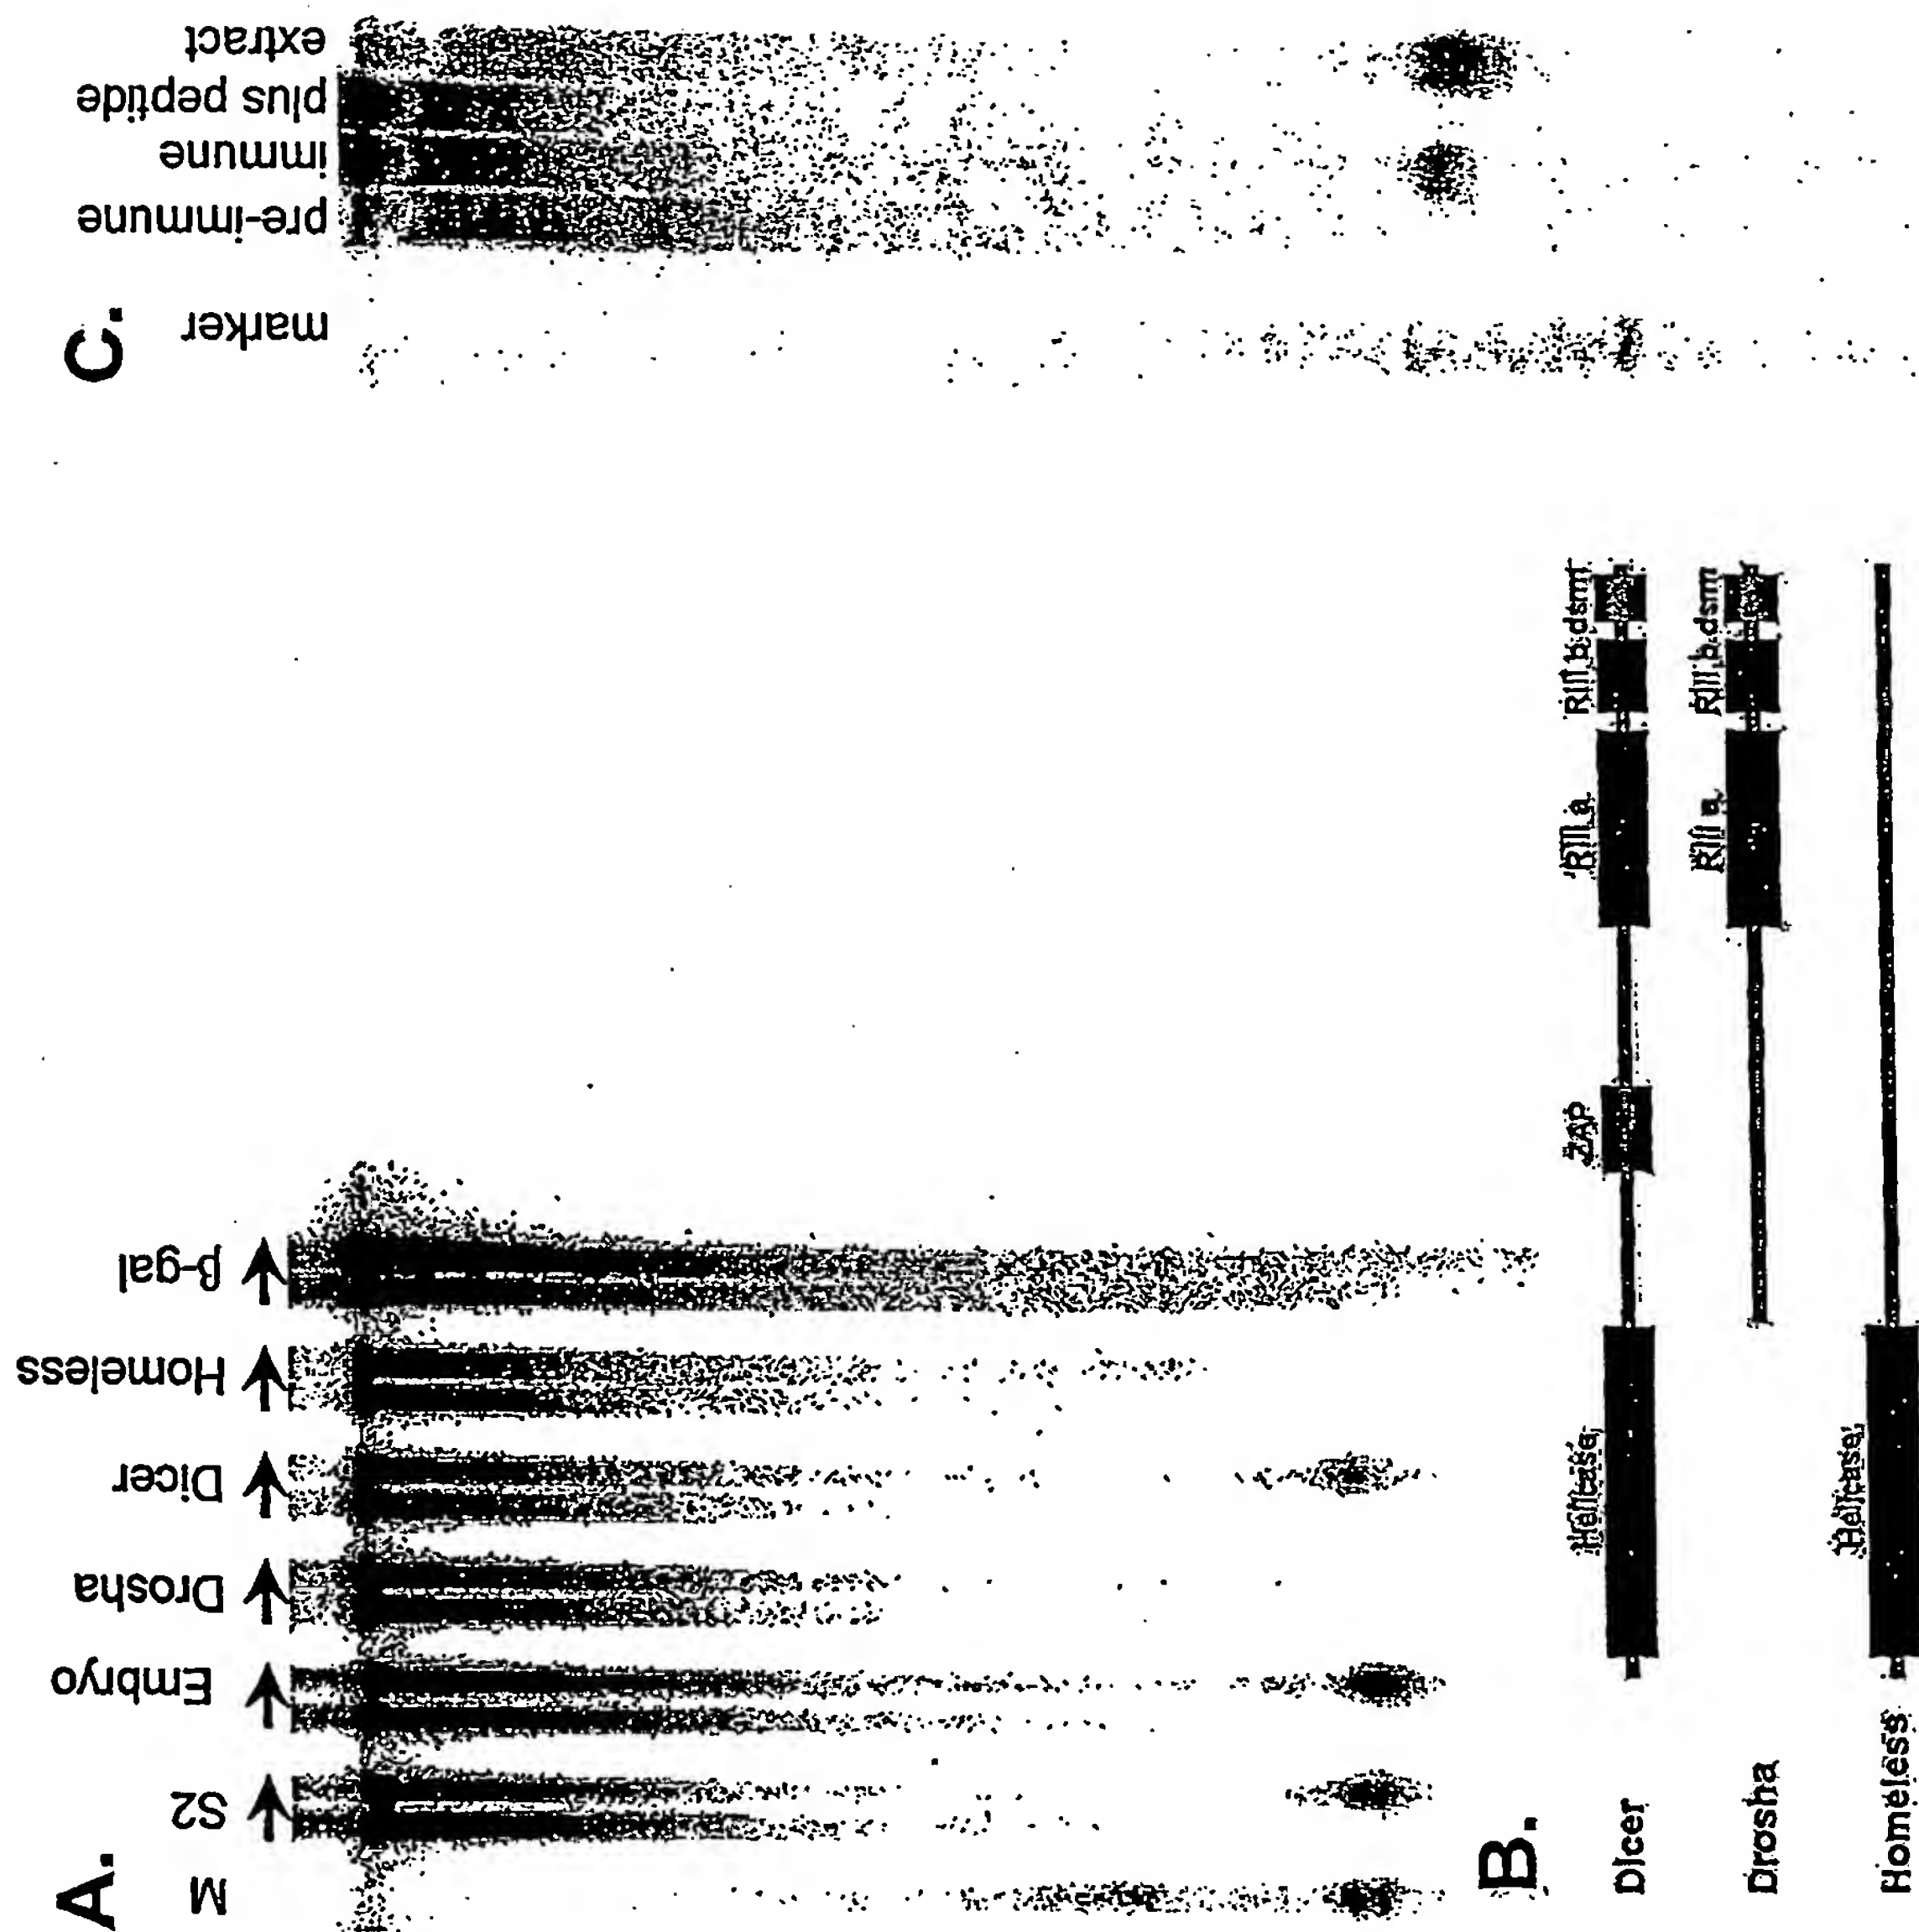 A.
M
S2
Embryo
Drosha
Dicer
Homeless
β-gal
B.
Dicer
Helicase
ZAP
RIII a
RIII b dsrm
Drosha
RIII a
RIII b dsrm
Homeless
Helicase
C.
marker
pre-immune
immune
plus peptide
extract